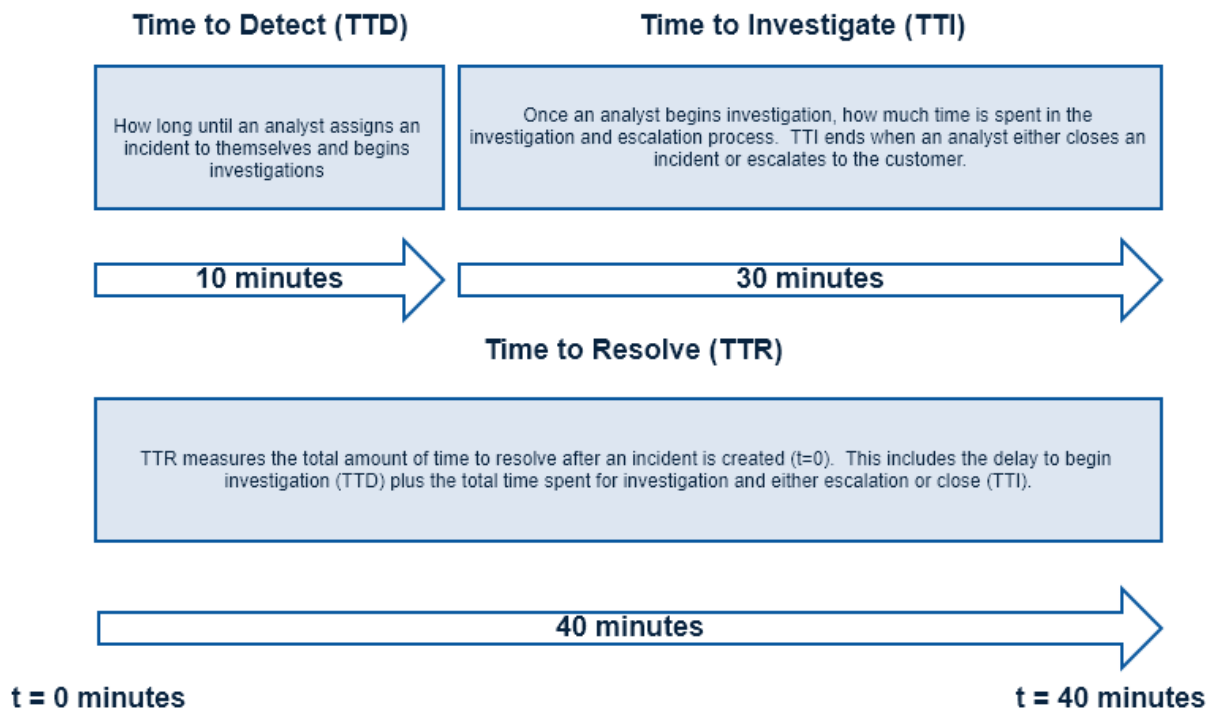 Time to Detect (TTD)
Time to Investigate (TTI)
How long until an analyst assigns an
incident to themselves and begins
investigations
Once an analyst begins investigation, how much time is spent in the
investigation and escalation process.  TTI ends when an analyst either closes an
incident or escalates to the customer.
10 minutes
30 minutes
Time to Resolve (TTR)
TTR measures the total amount of time to resolve after an incident is created (t=0).  This includes the delay to begin
investigation (TTD) plus the total time spent for investigation and either escalation or close (TTI).
40 minutes
t = 0 minutes
t = 40 minutes